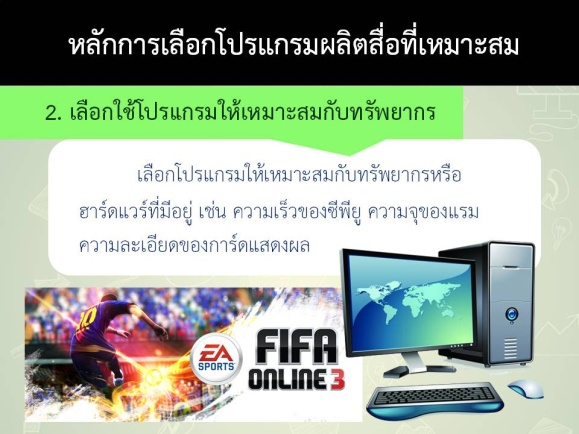 หลักการเลือกโปรแกรมผลิตสื่อที่เหมาะสม
2. เลือกใช้โปรแกรมให้เหมาะสมกับทรัพยากร
เลือกโปรแกรมให้เหมาะสมกับทรัพยากรหรือ
ฮาร์ดแวร์ที่มีอยู่ เช่น ความเร็วของซีพียู ความจุของแรม
ความละเอียดของการ์ดแสดงผล
10
EA
SPORTS
FIFA
ONLINE 3